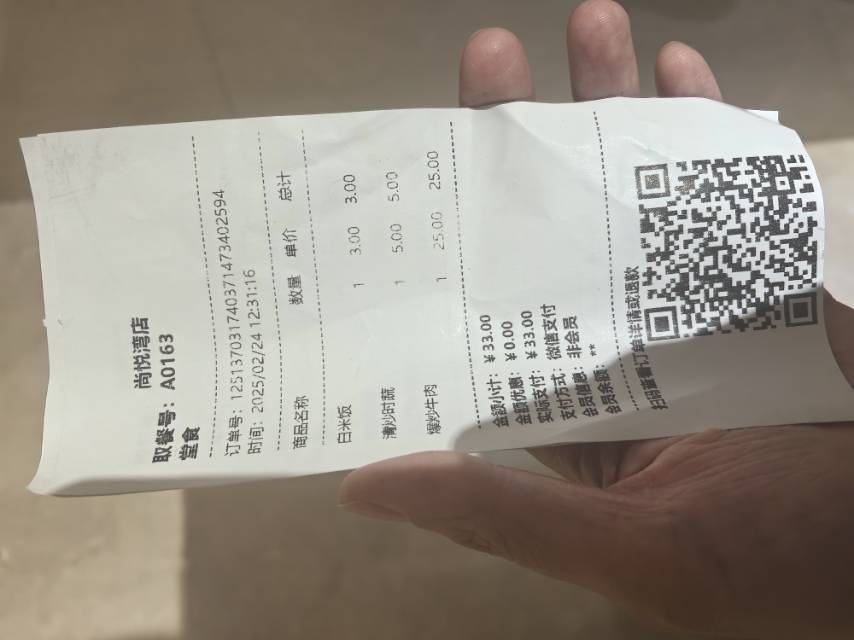 尚悦湾店
取餐号：A0163
堂食
订单号：1251370317403714734​02594
时间：2025/02/24 12:31:16
商品名称 数量 单价 总计
白米饭 1 3.00 3.00
清炒时蔬 1 5.00 5.00
爆炒牛肉 1 25.00 25.00
金额小计：￥33.00
金额优惠：￥0.00
实际支付：￥33.00
支付方式：微信支付
会员信息：非会员
会员余额：**
扫码查看订单详情或退款